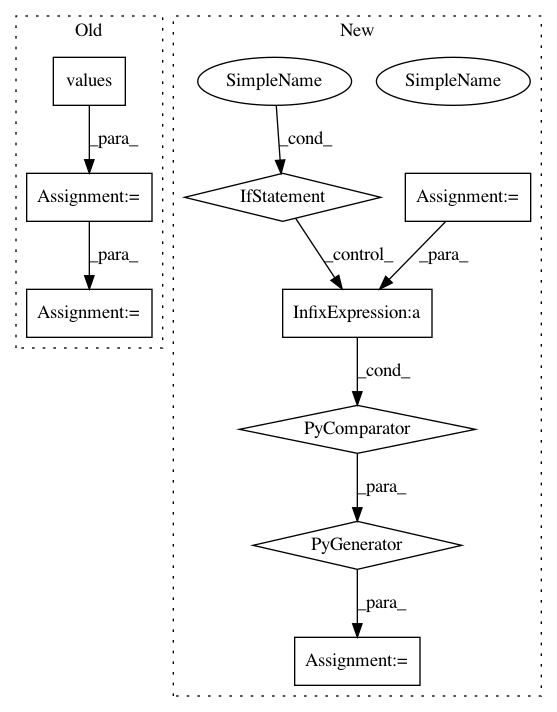 Old
New
values
SimpleName
SimpleName
_para_
_cond_
Assignment:=
IfStatement
Assignment:=
_para_
_control_
_para_
Assignment:=
InfixExpression:a
_cond_
PyComparator
_para_
PyGenerator
_para_
Assignment:=